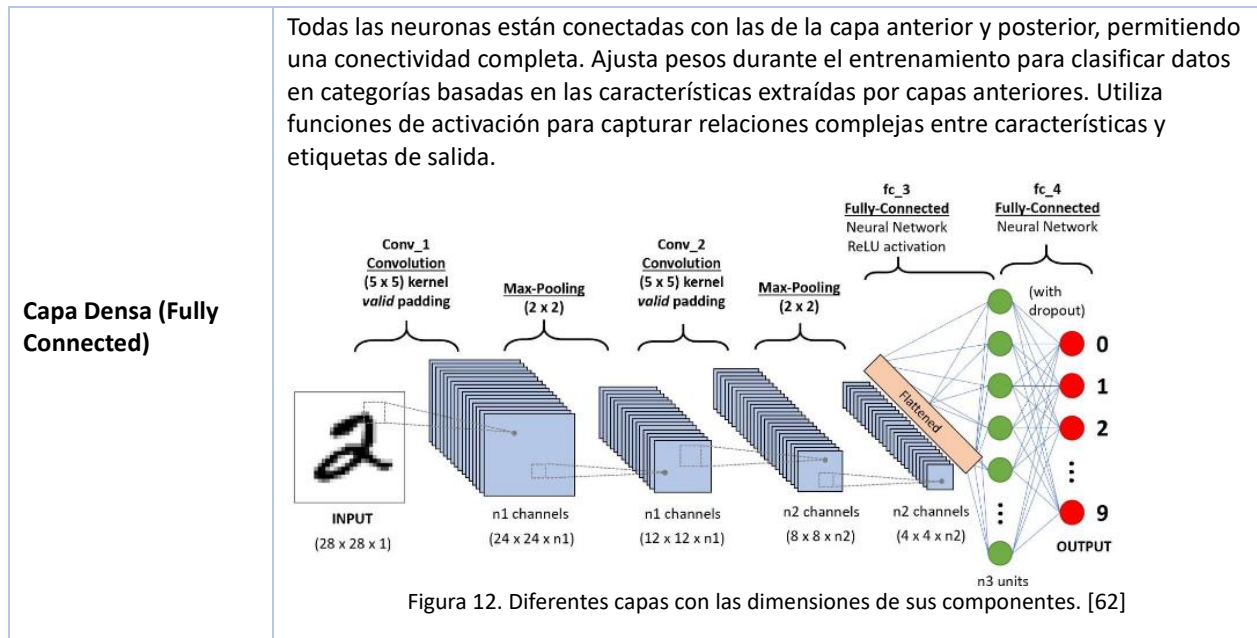 Capa Densa (Fully
Connected)
Todas las neuronas están conectadas con las de la capa anterior y posterior, permitiendo
una conectividad completa. Ajusta pesos durante el entrenamiento para clasificar datos
en categorías basadas en las características extraídas por capas anteriores. Utiliza
funciones de activación para capturar relaciones complejas entre características y
etiquetas de salida.
Conv_1
Convolution
(5 x 5) kernel
valid padding
Max-Pooling
(2 x 2)
Conv_2
Convolution
(5 x 5) kernel
valid padding
Max-Pooling
(2 x 2)
fc_3
Fully-Connected
Neural Network
ReLU activation
fc_4
Fully-Connected
Neural Network
(with
dropout)
Flattened
2
0
1
2
⋮
9
⋮
INPUT
(28 x 28 x 1)
n1 channels
(24 x 24 x n1)
n1 channels
(12 x 12 x n1)
n2 channels
(8 x 8 x n2)
n2 channels
(4 x 4 x n2)
OUTPUT
n3 units
Figura 12. Diferentes capas con las dimensiones de sus componentes. [62]